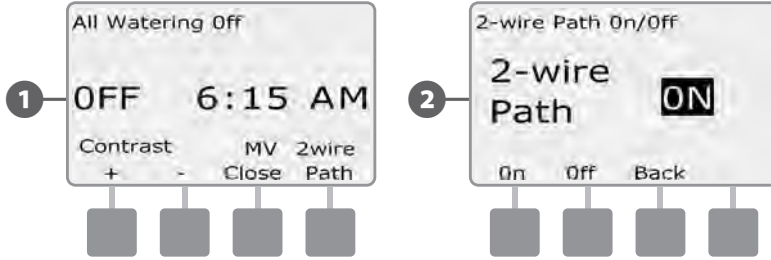 All Watering Off
1
OFF 6:15 AM
Contrast MV 2wire
+ - Close Path
2-wire Path On/Off
2
2-wire
Path
ON
On Off Back